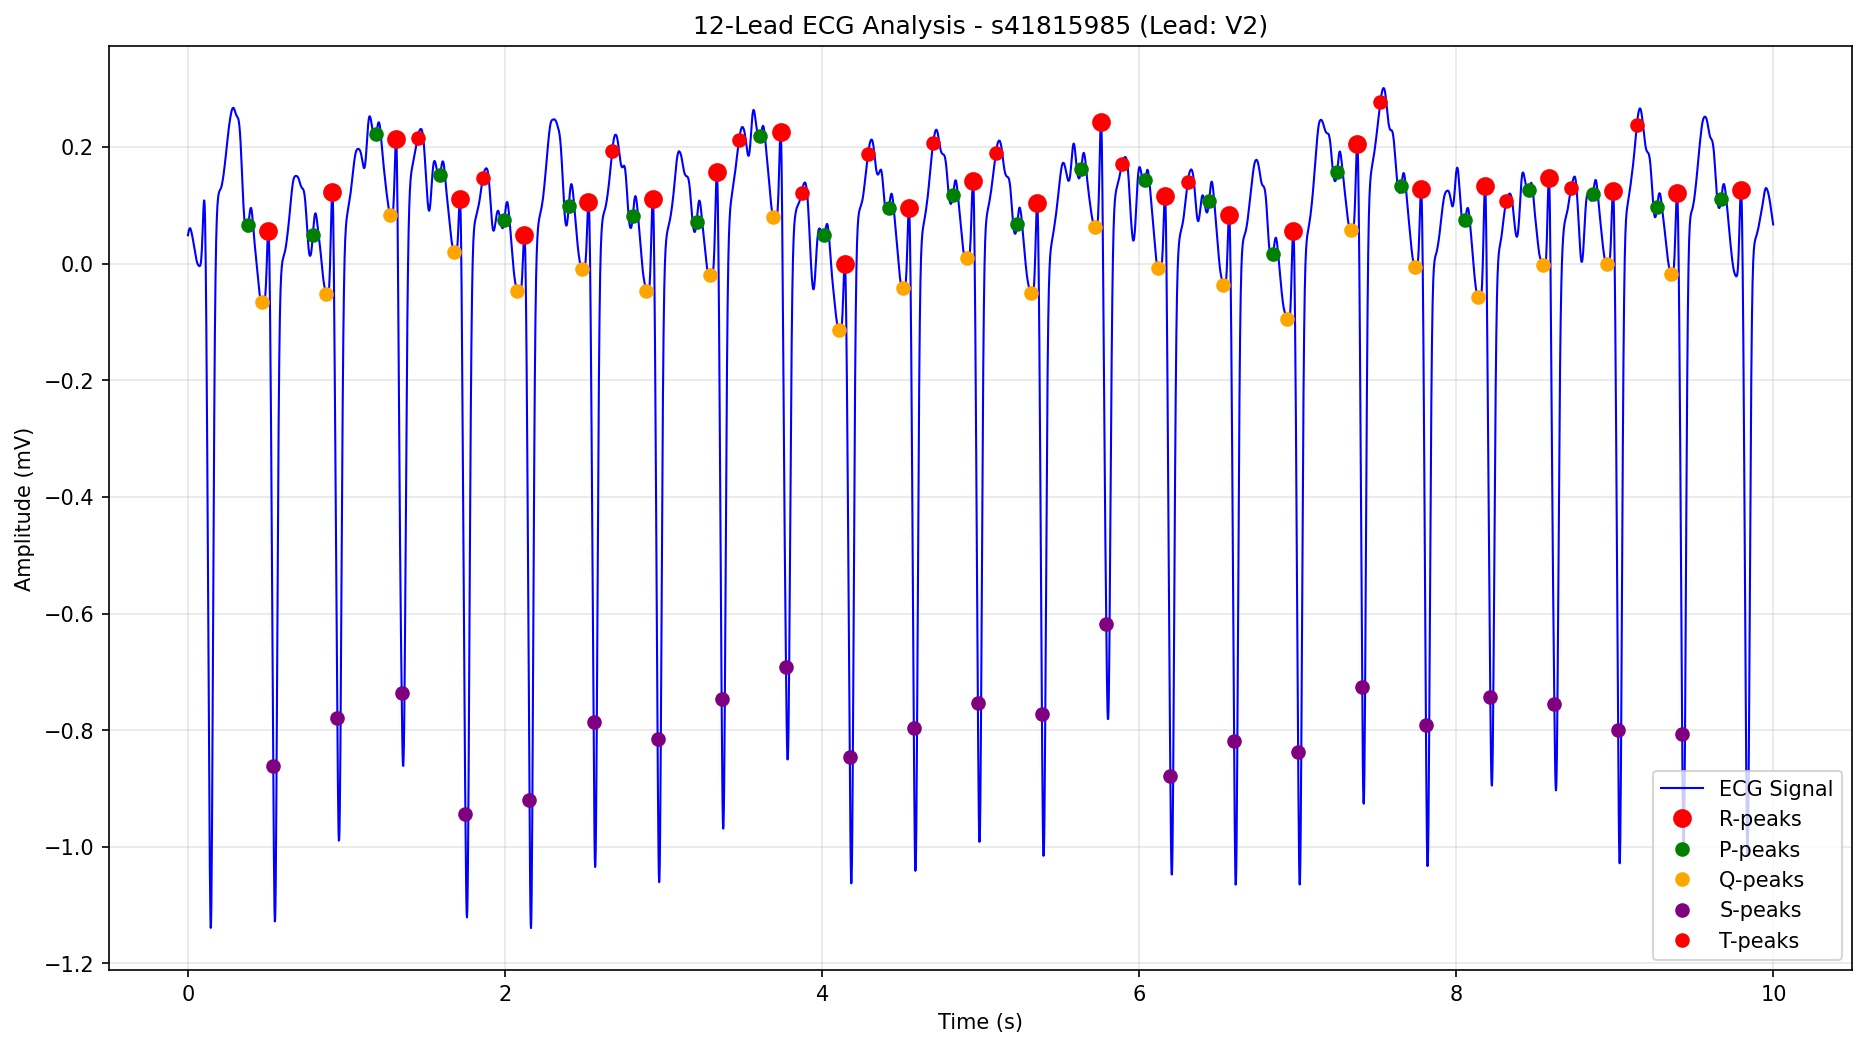 12-Lead ECG Analysis - s41815985 (Lead: V2)
Amplitude (mV)
0.2
0.0
−0.2
−0.4
−0.6
−0.8
−1.0
−1.2
0 2 4 6 8 10
Time (s)
ECG Signal
R-peaks
P-peaks
Q-peaks
S-peaks
T-peaks